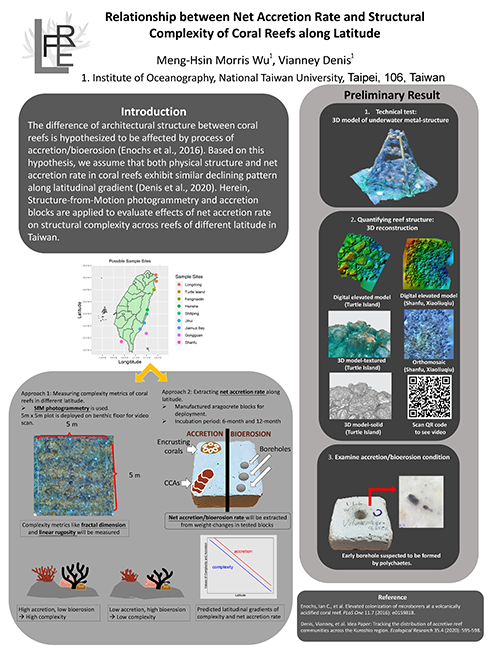 L F R E
Relationship between Net Accretion Rate and Structural
Complexity of Coral Reefs along Latitude
Meng-Hsin Morris Wu1, Vianney Denis1
1. Institute of Oceanography, National Taiwan University, Taipei, 106, Taiwan
Introduction
The difference of architectural structure between coral
reefs is hypothesized to be affected by process of
accretion/bioerosion (Enochs et al., 2016). Based on this
hypothesis, we assume that both physical structure and net
accretion rate in coral reefs exhibit similar declining pattern
along latitudinal gradient (Denis et al., 2020). Herein,
Structure-from-Motion photogrammetry and accretion
blocks are applied to evaluate effects of net accretion rate
on structural complexity across reefs of different latitude in
Taiwan.
Possible Sample Sites
Latitude
Longtitude
Sample Sites
Longdong
Turtle Island
Fengnaobi
Heineihe
Shitiping
Jihui
Jiamuzi Bay
Gongguan
Shanfu
Approach 1: Measuring complexity metrics of coral
reefs in different latitude.
SfM photogrammetry is used.
5m x 5m plot is deployed on benthic floor for video
scan.
5 m
5 m
Complexity metrics like fractal dimension
and linear rugosity will be measured
Approach 2: Extracting net accretion rate along
latitude.
Manufactured aragocrete blocks for
deployment.
Incubation period: 6-month and 12-month
ACCRETION BIOEROSION
Encrusting
corals
Boreholes
CCAs
Net accretion/bioerosion rate will be extracted
from weight-changes in tested blocks
accretion
complexity
High accretion, low bioerosion
→ High complexity
Low accretion, high bioerosion
→ Low complexity
Predicted latitudinal gradients of
complexity and net accretion rate
Preliminary Result
1. Technical test:
3D model of underwater metal-structure
2. Quantifying reef structure:
3D reconstruction
Digital elevated model
(Turtle Island)
Digital elevated model
(Shanfu, Xiaoliuqiu)
3D model-textured
(Turtle Island)
Orthomosaic
(Shanfu, Xiaoliuqiu)
3D model-solid
(Turtle Island)
Scan QR code
to see video
3. Examine accretion/bioerosion condition
Early borehole suspected to be formed
by polychaetes.
Reference
Enochs, Ian C., et al. Elevated colonization of microborers at a volcanically
acidified coral reef. PLoS One 11.7 (2016): e0159818.
Denis, Vianney, et al. Idea Paper: Tracking the distribution of accretive reef
communities across the Kuroshio region. Ecological Research 35.4 (2020): 595-598.